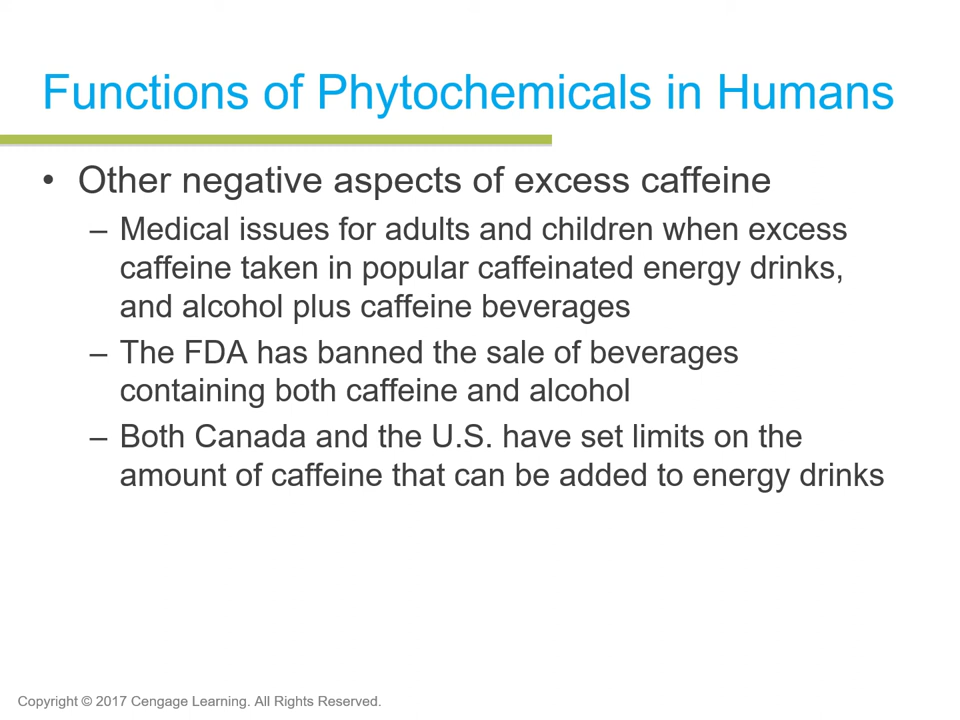 Functions of Phytochemicals in Humans
• Other negative aspects of excess caffeine
– Medical issues for adults and children when excess
caffeine taken in popular caffeinated energy drinks,
and alcohol plus caffeine beverages
– The FDA has banned the sale of beverages
containing both caffeine and alcohol
– Both Canada and the U.S. have set limits on the
amount of caffeine that can be added to energy drinks
Copyright © 2017 Cengage Learning. All Rights Reserved.